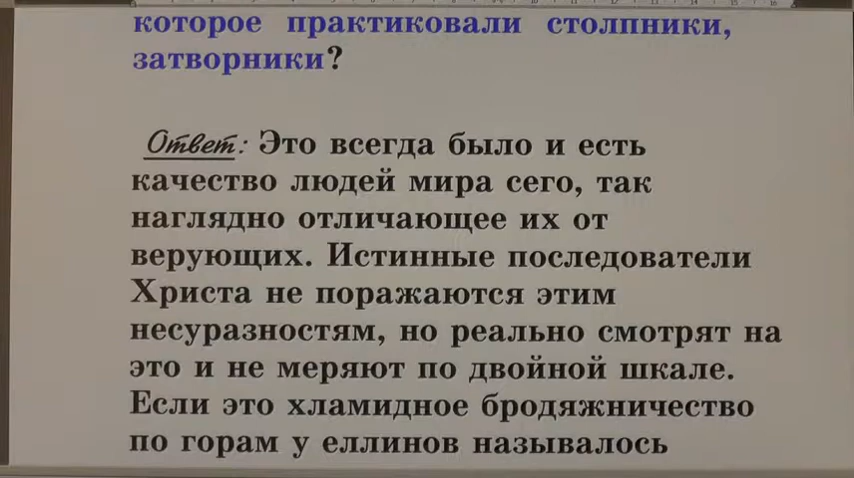 которое практиковали столпники,
затворники?
Ответ: Это всегда было и есть
качество людей мира сего, так
наглядно отличающее их от
верующих. Истинные последователи
Христа не поражаются этим
несуразностям, но реально смотрят на
это и не меряют по двойной шкале.
Если это хламидное бродяжничество
по горам у еллинов называлось